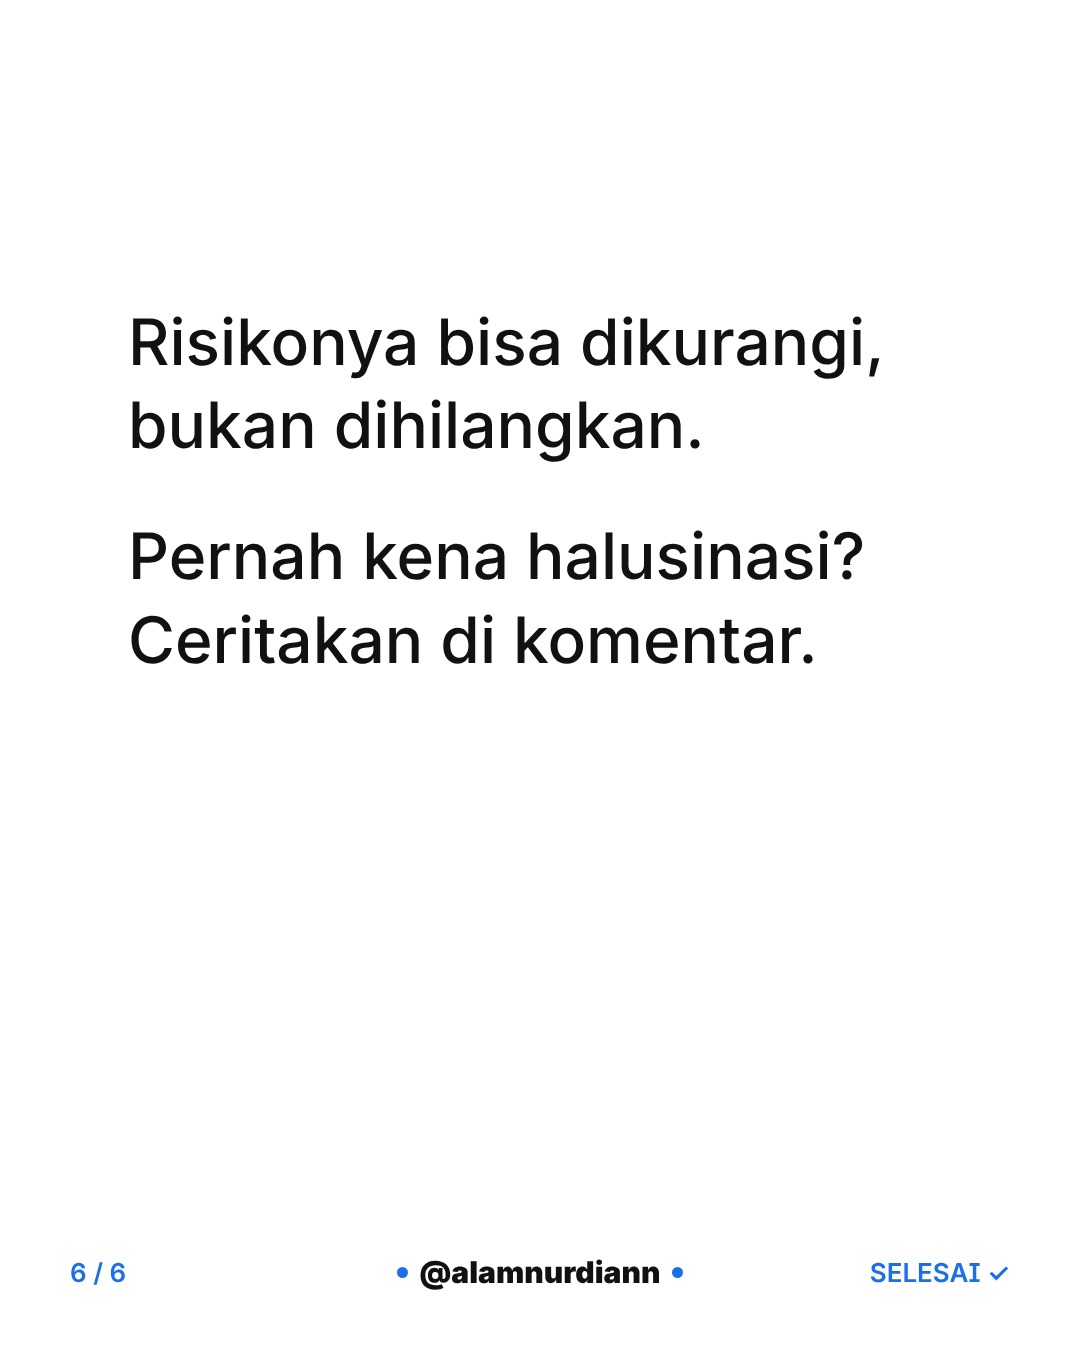 Risikonya bisa dikurangi,
bukan dihilangkan.
Pernah kena halusinasi?
Ceritakan di komentar.
6 / 6
• @alamnurdiann •
SELESAI ✓